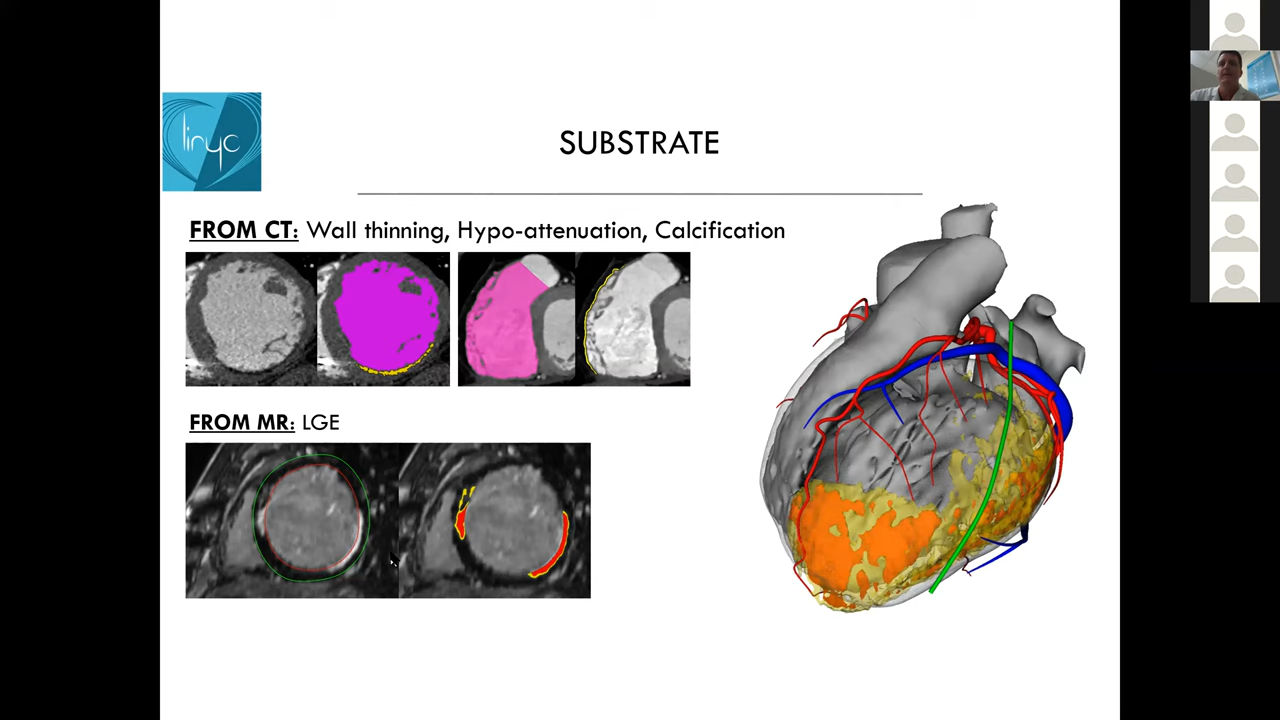 liryc
SUBSTRATE
FROM CT: Wall thinning, Hypo-attenuation, Calcification
FROM MR: LGE